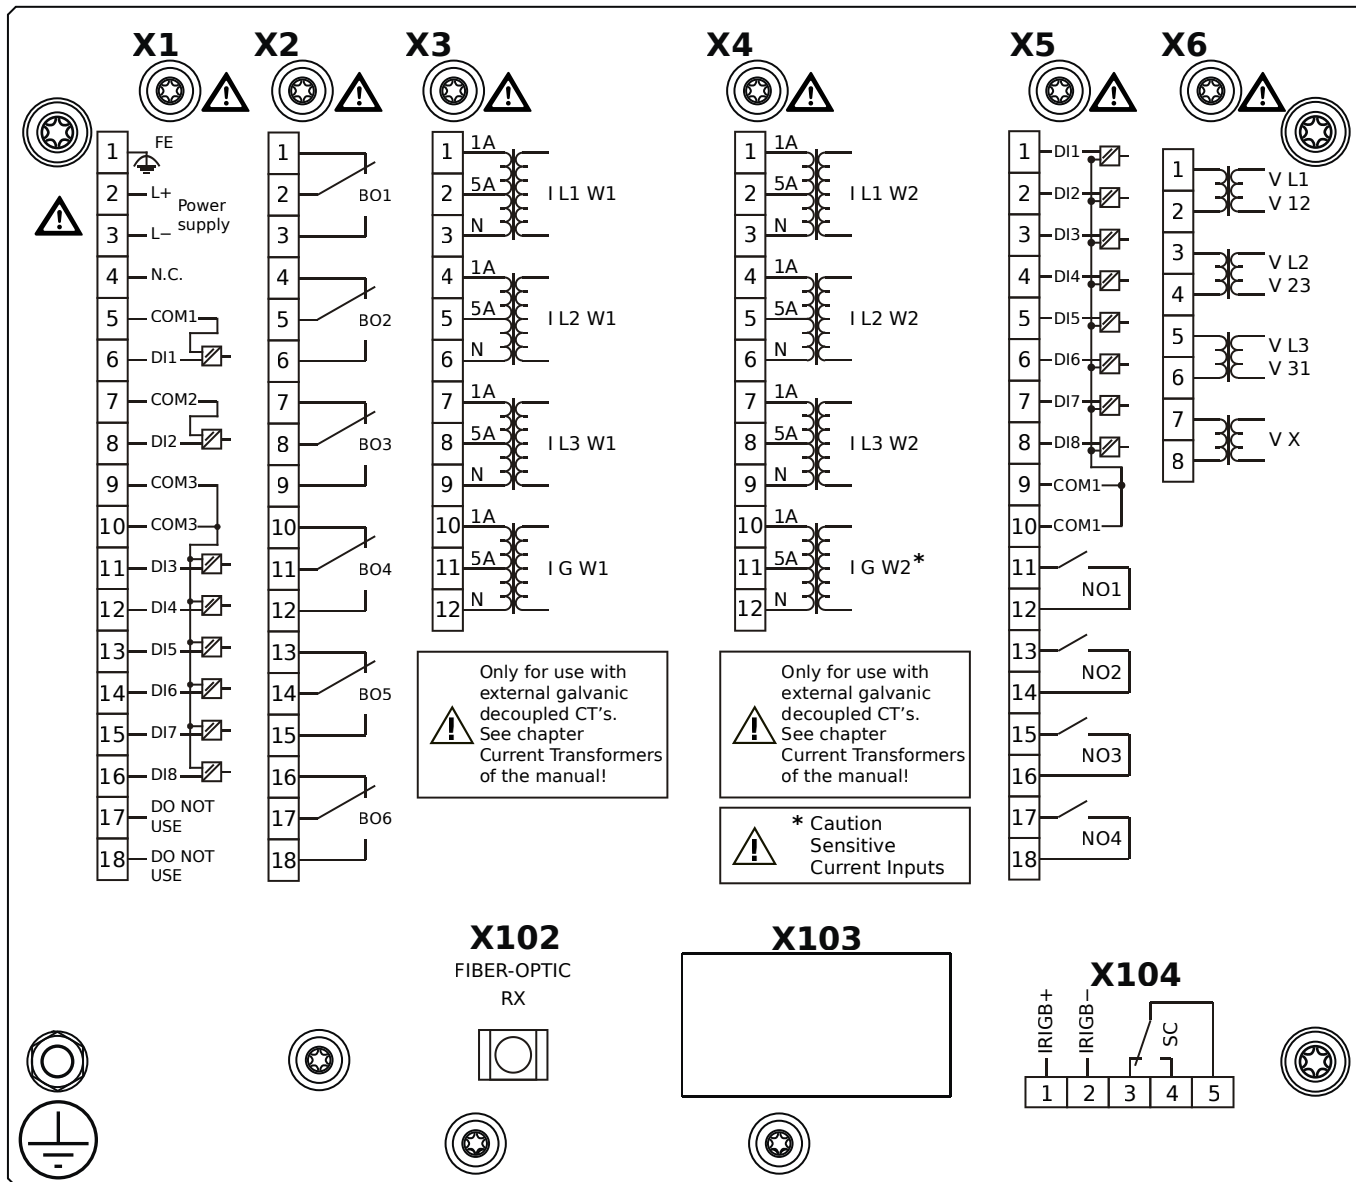 X1
X2
X3
X4
X5
X6
1 FE
2 L+
Power
supply
3 L−
4 N.C.
5 COM1
6 DI1
7 COM2
8 DI2
9 COM3
10 COM3
11 DI3
12 DI4
13 DI5
14 DI6
15 DI7
16 DI8
17 DO NOT
USE
18 DO NOT
USE
1
2 BO1
3
4
5 BO2
6
7
8 BO3
9
10
11 BO4
12
13
14 BO5
15
16
17 BO6
18
1 1A
2 5A I L1 W1
3 N
4 1A
5 5A I L2 W1
6 N
7 1A
8 5A I L3 W1
9 N
10 1A
11 5A I G W1
12 N
Only for use with
external galvanic
decoupled CT's.
See chapter
Current Transformers
of the manual!
1 1A
2 5A I L1 W2
3 N
4 1A
5 5A I L2 W2
6 N
7 1A
8 5A I L3 W2
9 N
10 1A
11 5A I G W2*
12 N
Only for use with
external galvanic
decoupled CT's.
See chapter
Current Transformers
of the manual!
* Caution
Sensitive
Current Inputs
1 DI1
2 DI2
3 DI3
4 DI4
5 DI5
6 DI6
7 DI7
8 DI8
9 COM1
10 COM1
11
NO1
12
13
NO2
14
15
NO3
16
17
NO4
18
1 V L1
2 V 12
3 V L2
4 V 23
5 V L3
6 V 31
7
V X
8
X102
FIBER-OPTIC
RX
X103
X104
IRIGB+
IRIGB−
SC
1 2 3 4 5